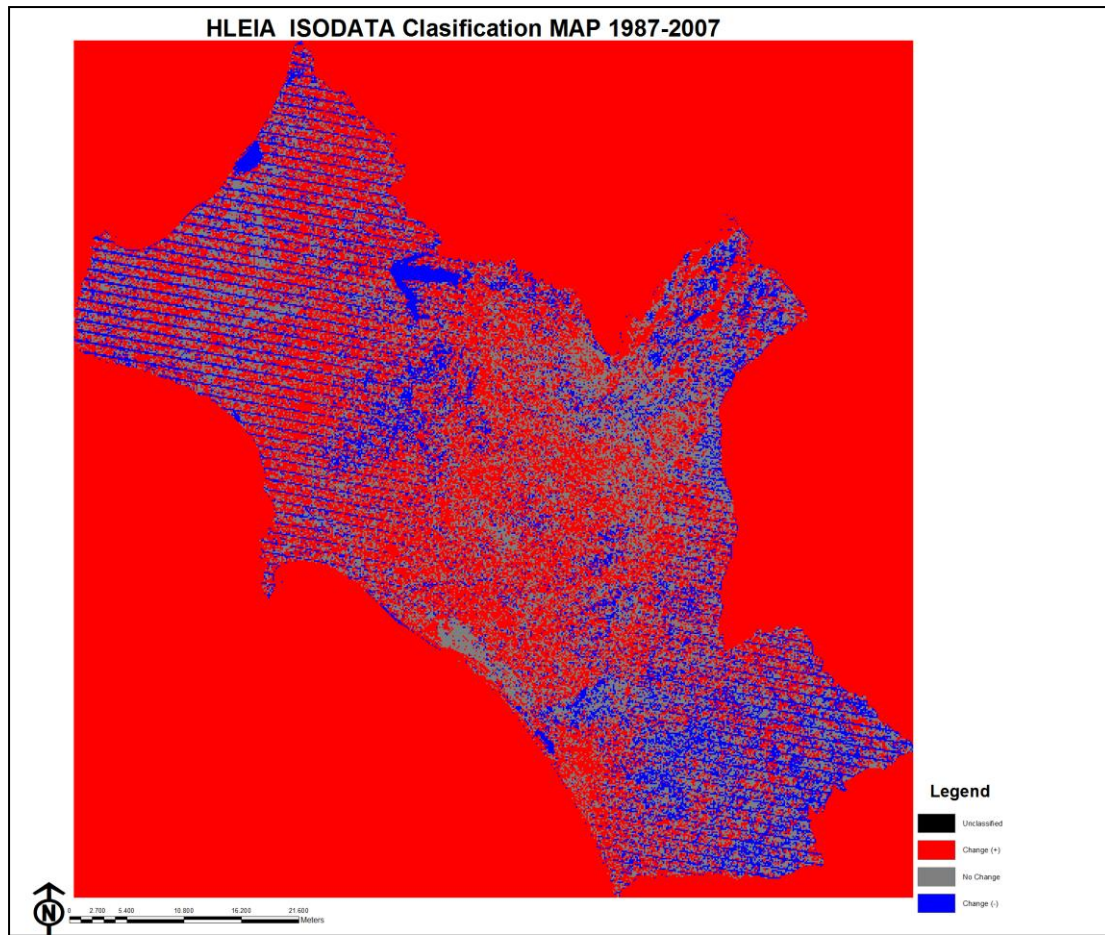 HLEIA ISODATA Clasification MAP 1987-2007
Legend
Unclassified
Change (+)
No Change
Change (-)
N
0 2.700 5.400 10.800 16.200 21.600
Meters